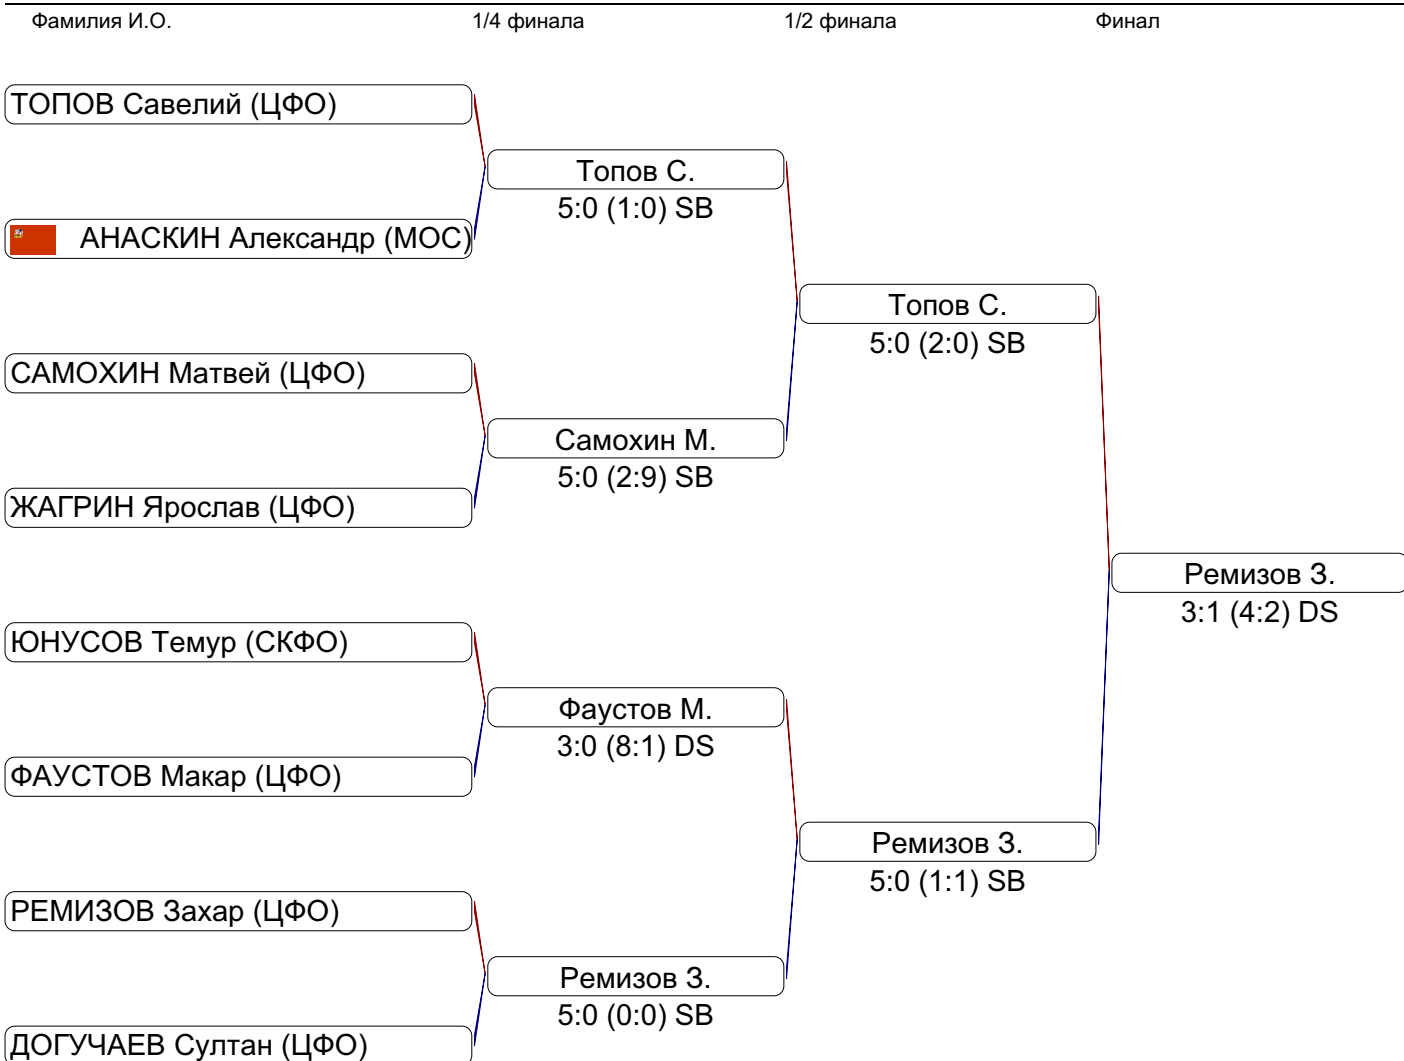 Фамилия И.О. 1/4 финала 1/2 финала Финал
ТОПОВ Савелий (ЦФО)
Топов С.
5:0 (1:0) SB
АНАСКИН Александр (МОС)
Топов С.
5:0 (2:0) SB
САМОХИН Матвей (ЦФО)
Самохин М.
5:0 (2:9) SB
ЖАГРИН Ярослав (ЦФО)
Ремизов З.
3:1 (4:2) DS
ЮНУСОВ Темур (СКФО)
Фаустов М.
3:0 (8:1) DS
ФАУСТОВ Макар (ЦФО)
Ремизов З.
5:0 (1:1) SB
РЕМИЗОВ Захар (ЦФО)
Ремизов З.
5:0 (0:0) SB
ДОГУЧАЕВ Султан (ЦФО)